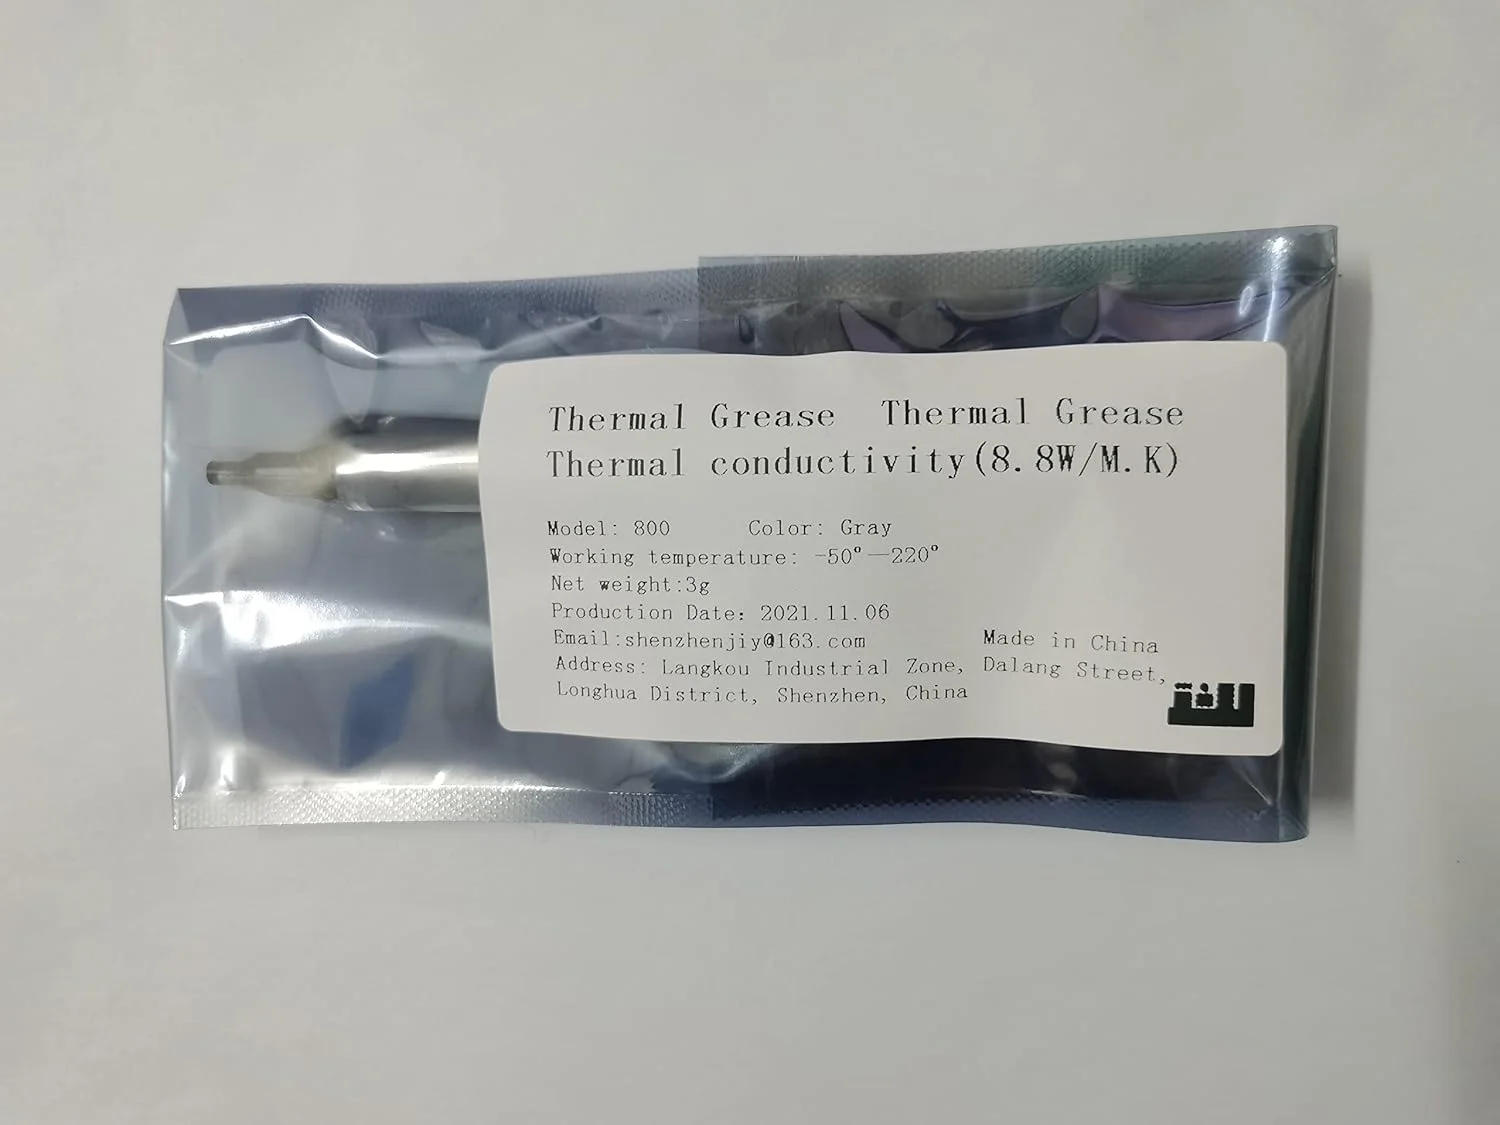 Thermal Grease Thermal Grease
Thermal conductivity(8.8W/M.K)
Model: 800 Color: Gray
Working temperature: -50°—220°
Net weight:3g
Production Date: 2021.11.06
Email:shenzhenjiy@163.com Made in China
Address: Langkou Industrial Zone, Dalang Street,
Longhua District, Shenzhen, China